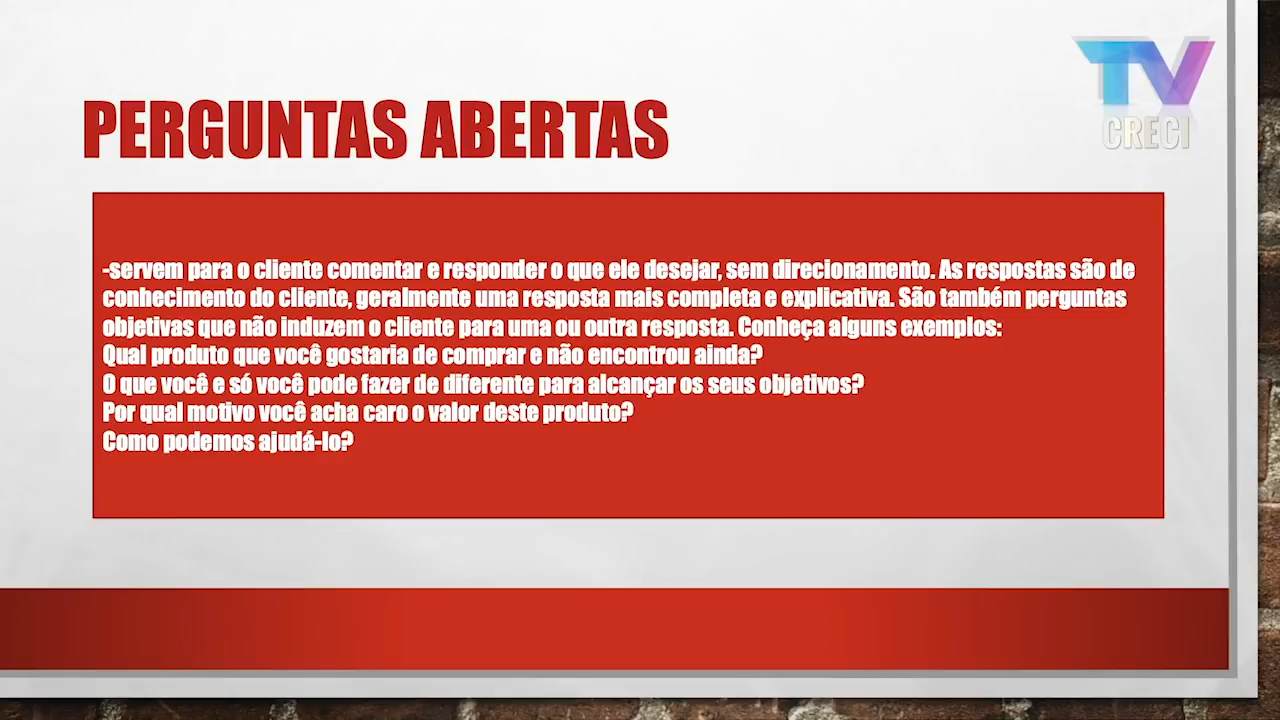 TV
CRECI
PERGUNTAS ABERTAS
-servem para o cliente comentar e responder o que ele desejar, sem direcionamento. As respostas são de
conhecimento do cliente, geralmente uma resposta mais completa e explicativa. São também perguntas
objetivas que não induzem o cliente para uma ou outra resposta. Conheça alguns exemplos:
Qual produto que você gostaria de comprar e não encontrou ainda?
O que você e só você pode fazer de diferente para alcançar os seus objetivos?
Por qual motivo você acha caro o valor deste produto?
Como podemos ajudá-lo?